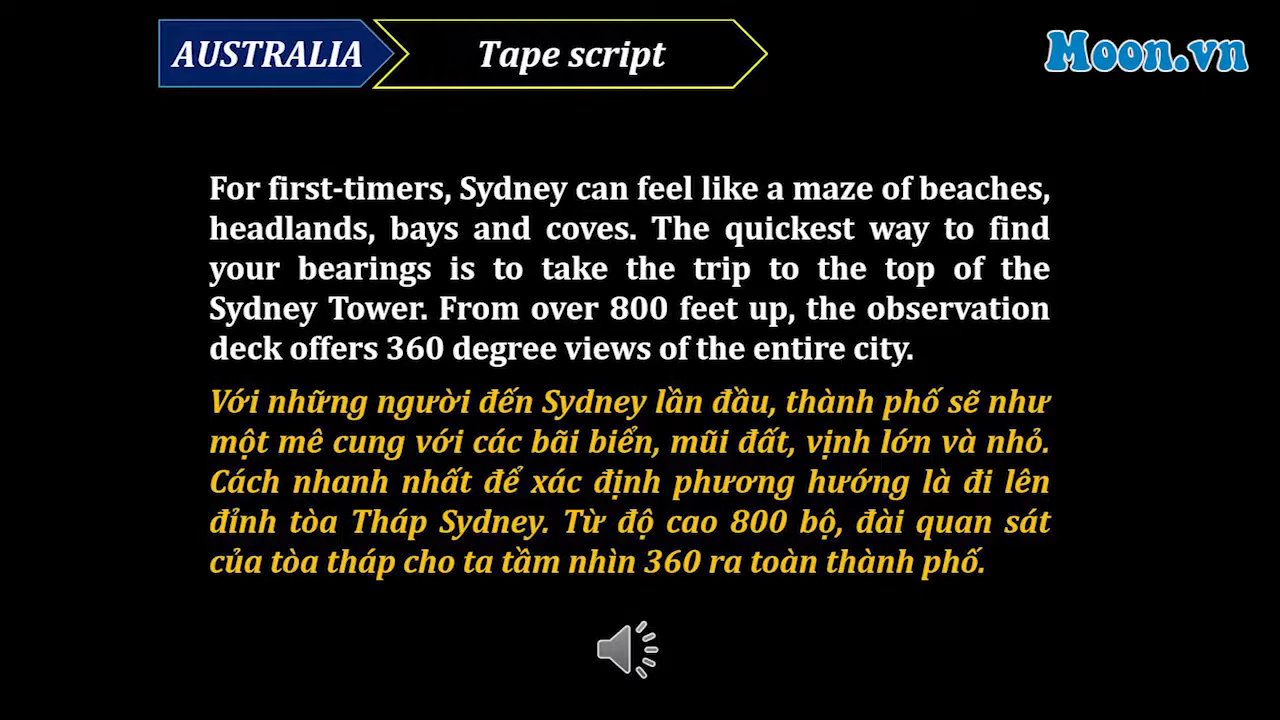 AUSTRALIA
Tape script
Moon.vn
For first-timers, Sydney can feel like a maze of beaches,
headlands, bays and coves. The quickest way to find
your bearings is to take the trip to the top of the
Sydney Tower. From over 800 feet up, the observation
deck offers 360 degree views of the entire city.
Với những người đến Sydney lần đầu, thành phố sẽ như
một mê cung với các bãi biển, mũi đất, vịnh lớn và nhỏ.
Cách nhanh nhất để xác định phương hướng là đi lên
đỉnh tòa Tháp Sydney. Từ độ cao 800 bộ, đài quan sát
của tòa tháp cho ta tầm nhìn 360 ra toàn thành phố.